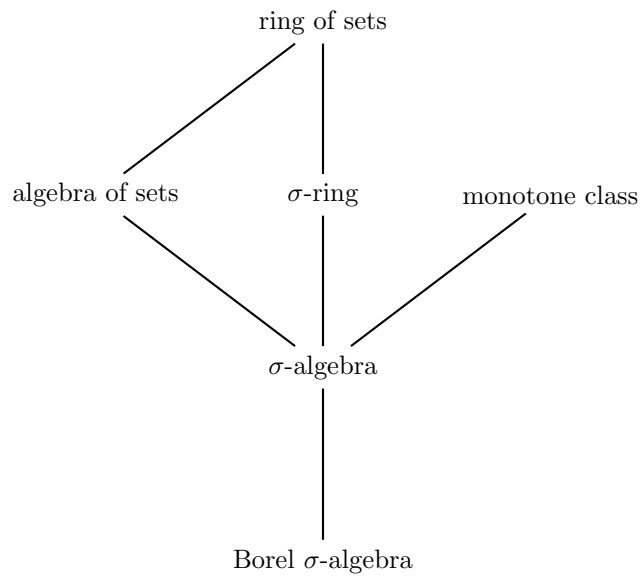 ring of sets
algebra of sets
σ-ring
monotone class
σ-algebra
Borel σ-algebra